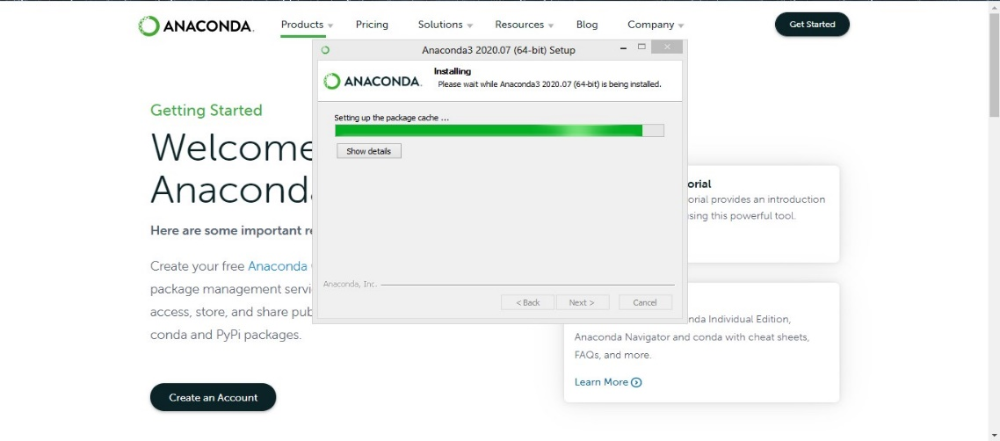 ANACONDA.
Products
Pricing
Solutions
Resources
Blog
Company
Get Started
Anaconda3 2020.07 (64-bit) Setup
ANACONDA.
Installing
Please wait while Anaconda3 2020.07 (64-bit) is being installed.
Setting up the package cache ...
Show details
Anaconda, Inc.
< Back
Next >
Cancel
Getting Started
Welcome
Anacond
Here are some important re
Create your free Anaconda
package management servi
access, store, and share pub
conda and PyPi packages.
Create an Account
orial
orial provides an introduction
sing this powerful tool.
nda Individual Edition,
Anaconda Navigator and conda with cheat sheets,
FAQs, and more.
Learn More